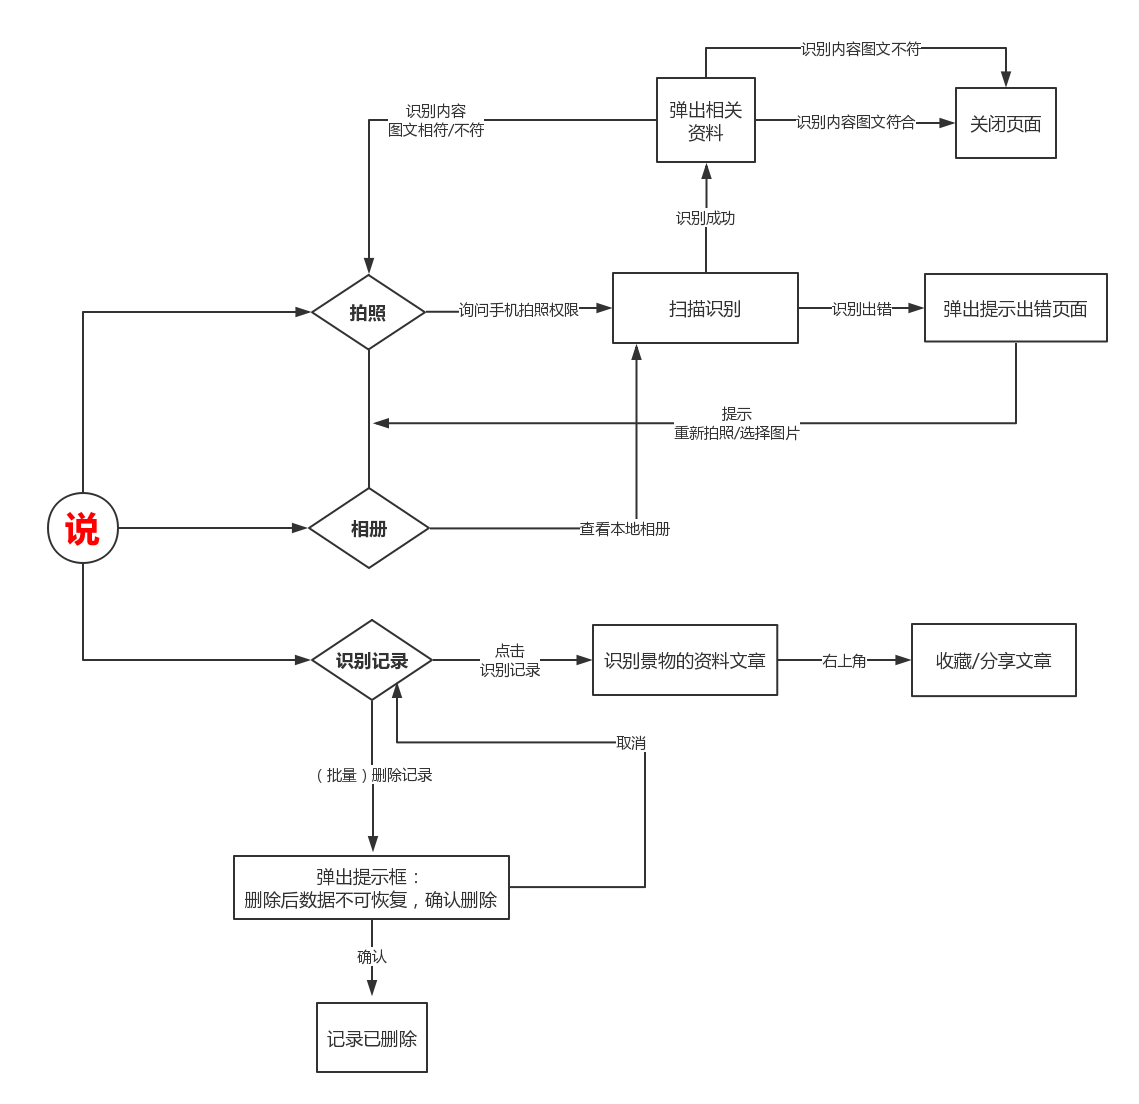 识别内容图文不符
弹出相关
资料
识别内容
图文相符/不符
识别内容图文符合
关闭页面
识别成功
拍照
询问手机拍照权限
扫描识别
识别出错
弹出提示出错页面
提示
重新拍照/选择图片
说
相册
查看本地相册
识别记录
点击
识别记录
识别景物的资料文章
右上角
收藏/分享文章
取消
（批量）删除记录
弹出提示框：
删除后数据不可恢复，确认删除
确认
记录已删除